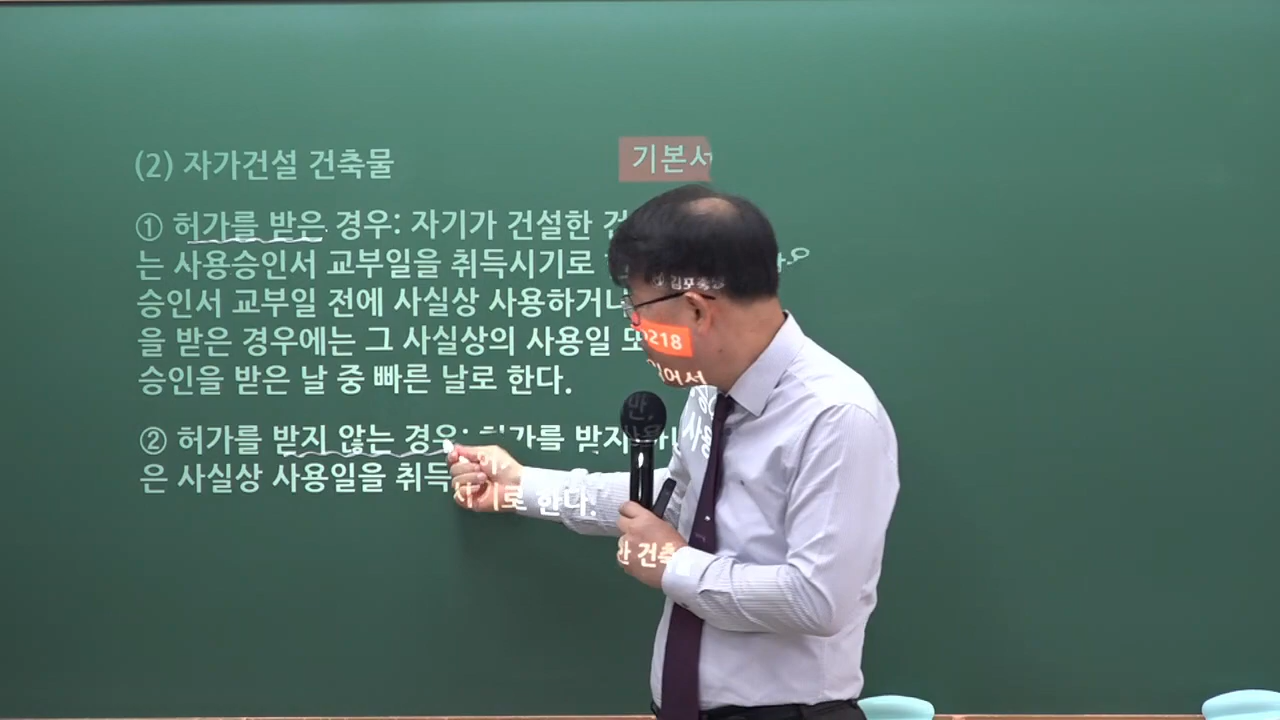 (2) 자가건설 건축물
기본서
218
① 허가를 받은 경우: 자기가 건설한
는 사용승인서 교부일을 취득시기로
승인서 교부일 전에 사실상 사용하거나
을 받은 경우에는 그 사실상의 사용일
승인을 받은 날 중 빠른 날로 한다.
② 허가를 받지 않는 경우: 허가를 받지
은 사실상 사용일을 취득시기로 한다.